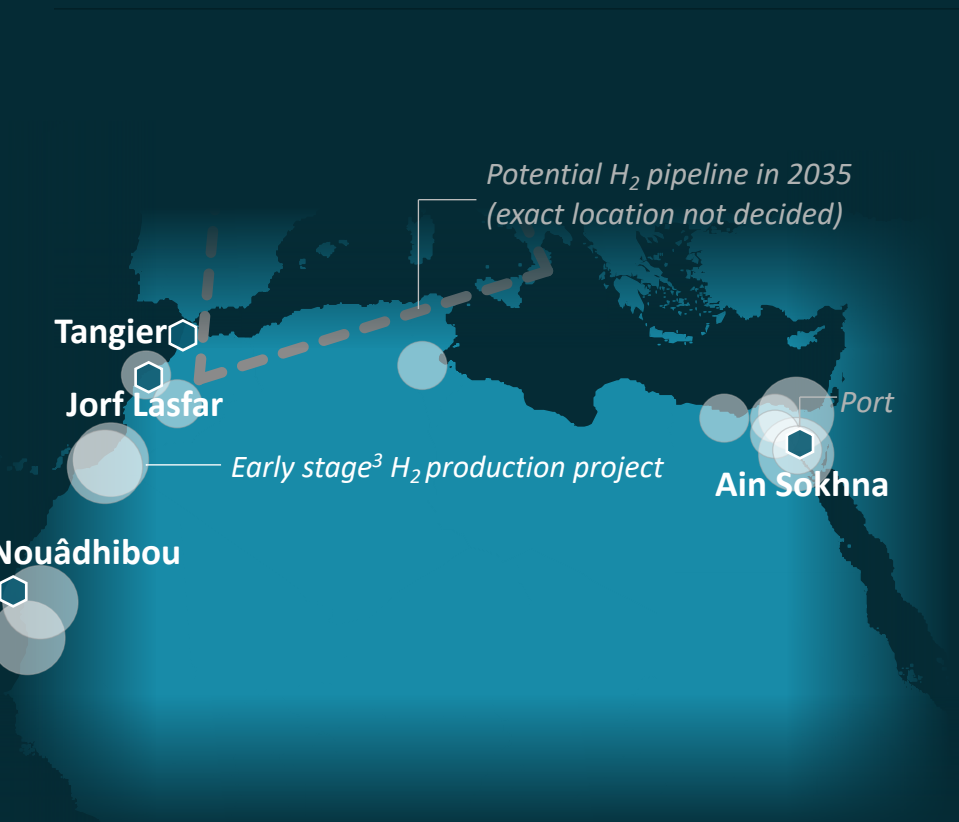 Potential H₂ pipeline in 2035
(exact location not decided)
Tangier
Jorf Lasfar
Port
Early stage³ H₂ production project
Ain Sokhna
Nouâdhibou